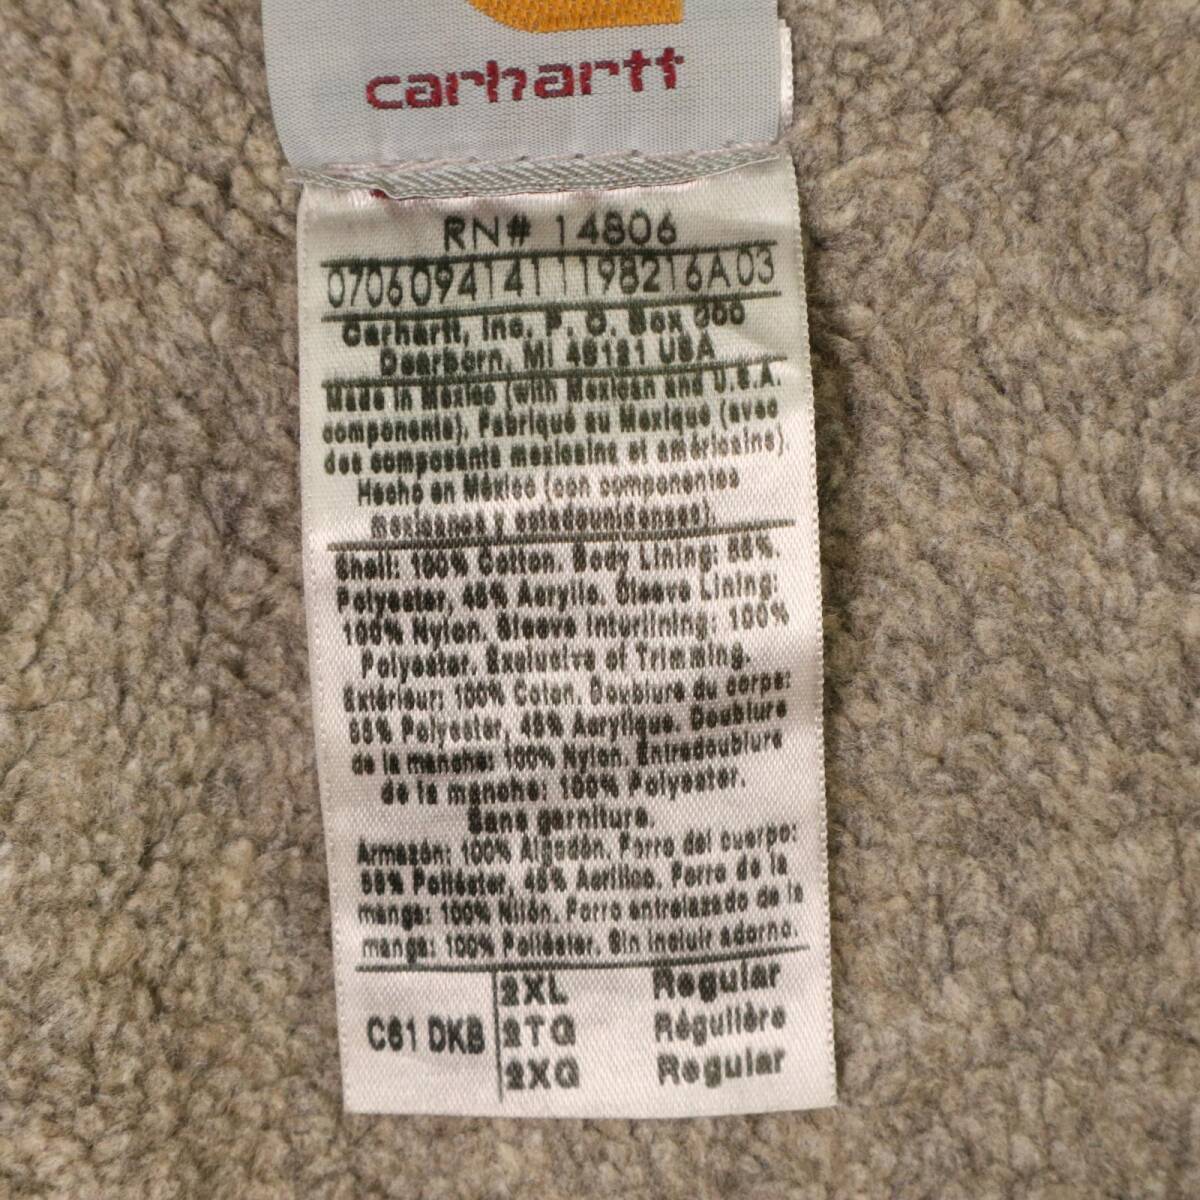 carhartt
RN# 14806
07060941411198216A03
Carhartt, Inc. P. O. Box
Dearborn, MI USA
Made in Mexico (with Mexican and U.S.A.
components). Fabriqué au Mexique (avec
des composants mexicains et américains).
Hecho en México (con componentes
mexicanos y estadounidenses).
Shell: 100% Cotton. Body Lining: 55%
Polyester, 45% Acrylic. Sleeve Lining:
100% Nylon. Sleeve Interlining: 100%
Polyester. Exclusive of Trimming.
Extérieur: 100% Coton. Doublure du corps:
55% Polyester, 45% Acrylique. Doublure
de la manche: 100% Nylon. Entredoublure
de la manche: 100% Polyester.
Sans garniture.
Armazón: 100% Algodón. Forro del cuerpo:
55% Poliéster, 45% Acrílico. Forro de la
manga: 100% Nilón. Forro entrelazado de la
manga: 100% Poliéster. Sin incluir adorno.
C61 DKB 2XL Regular
2TG Régulière
2XG Regular